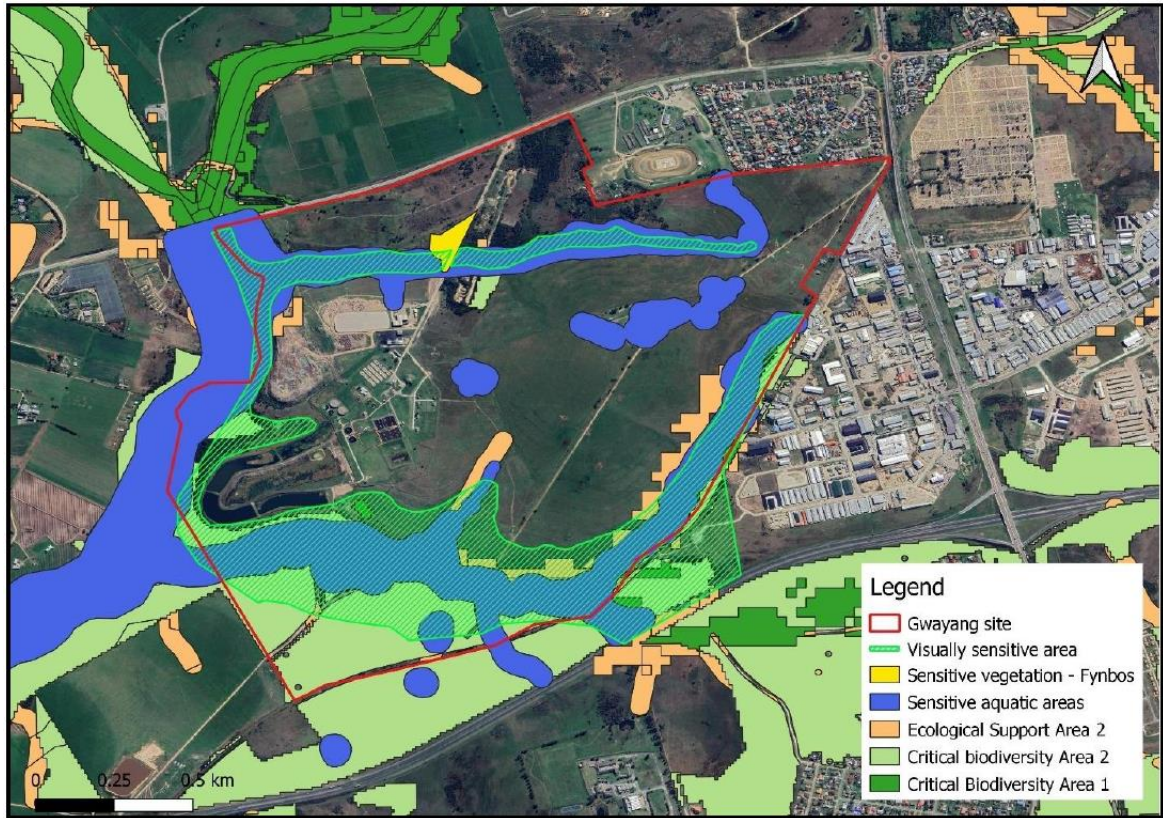 Legend
Gwayang site
Visually sensitive area
Sensitive vegetation - Fynbos
Sensitive aquatic areas
Ecological Support Area 2
Critical biodiversity Area 2
Critical Biodiversity Area 1
0 0.25 0.5 km